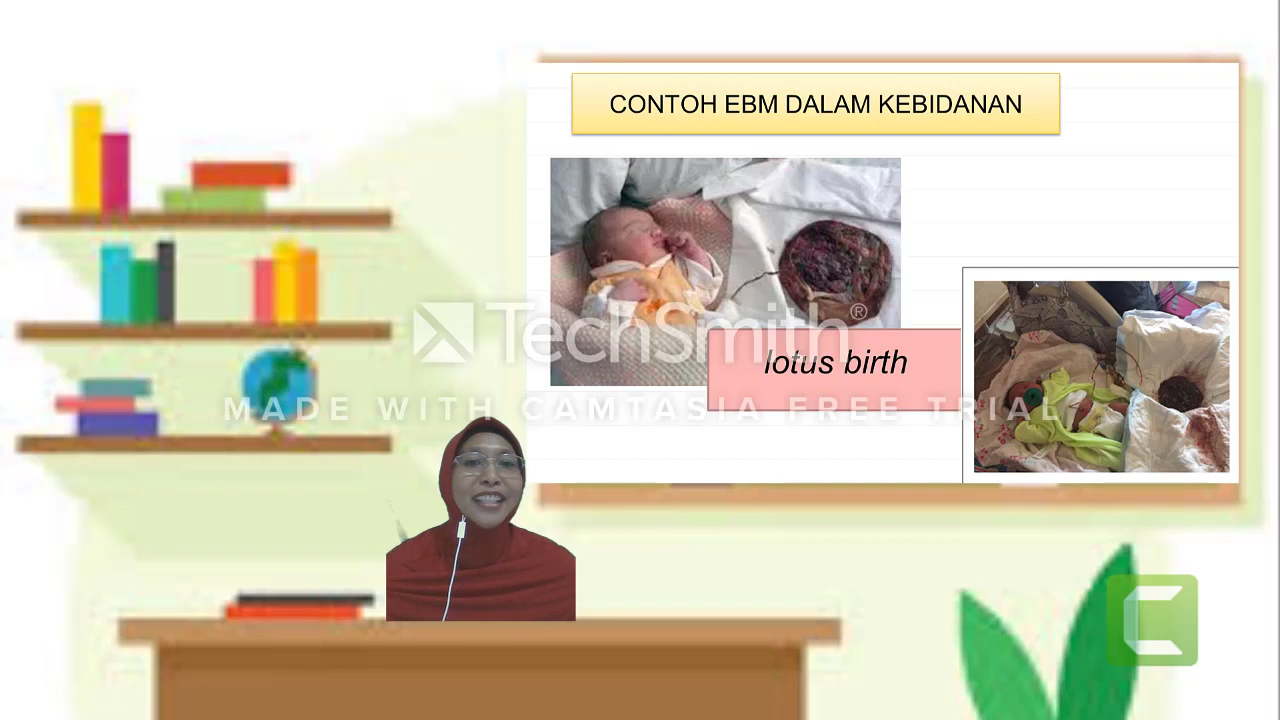 CONTOH EBM DALAM KEBIDANAN
TechSmith®
lotus birth
MADE WITH CAMTASIA FREE TRIAL